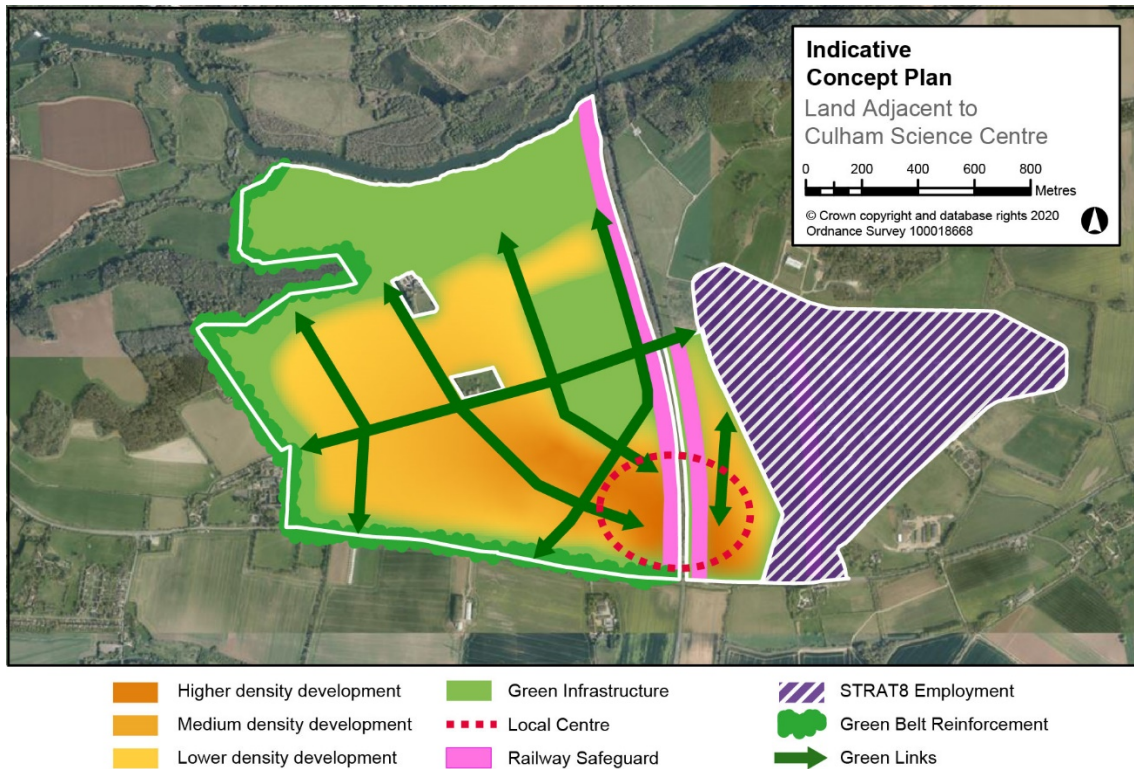 Indicative
Concept Plan
Land Adjacent to
Culham Science Centre
0 200 400 600 800
Metres
© Crown copyright and database rights 2020
Ordnance Survey 100018668
Higher density development
Medium density development
Lower density development
Green Infrastructure
Local Centre
Railway Safeguard
STRAT8 Employment
Green Belt Reinforcement
Green Links